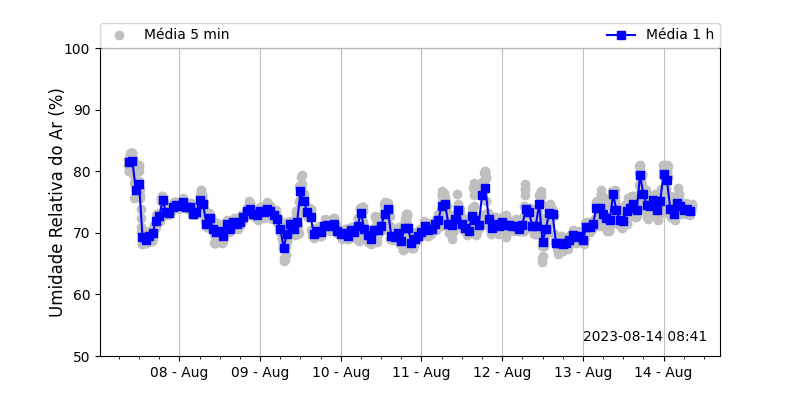 Média 5 min
Média 1 h
Umidade Relativa do Ar (%)
100
90
80
70
60
50
2023-08-14 08:41
08 - Aug
09 - Aug
10 - Aug
11 - Aug
12 - Aug
13 - Aug
14 - Aug